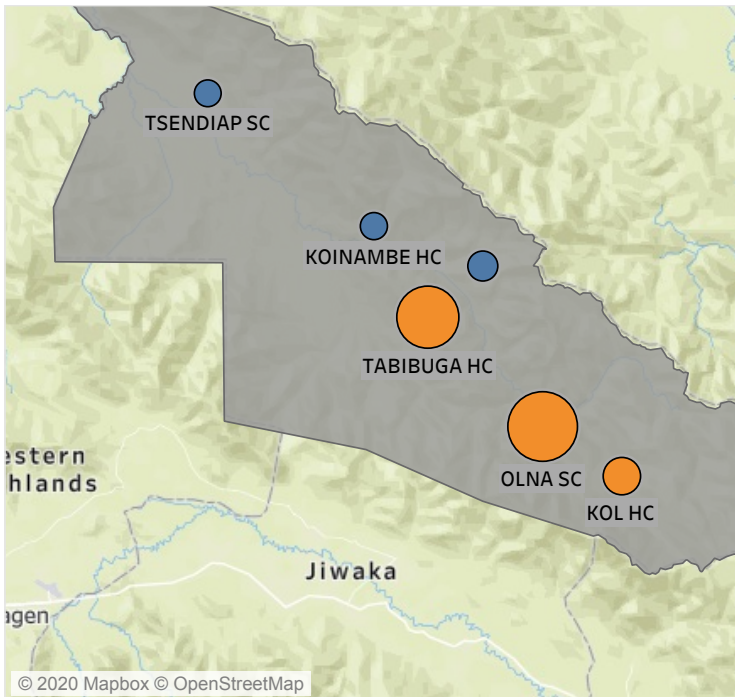 TSENDIAP SC
KOINAMBE HC
TABIBUGA HC
OLNA SC
KOL HC
estern
hlands
Jiwaka
agen
© 2020 Mapbox © OpenStreetMap